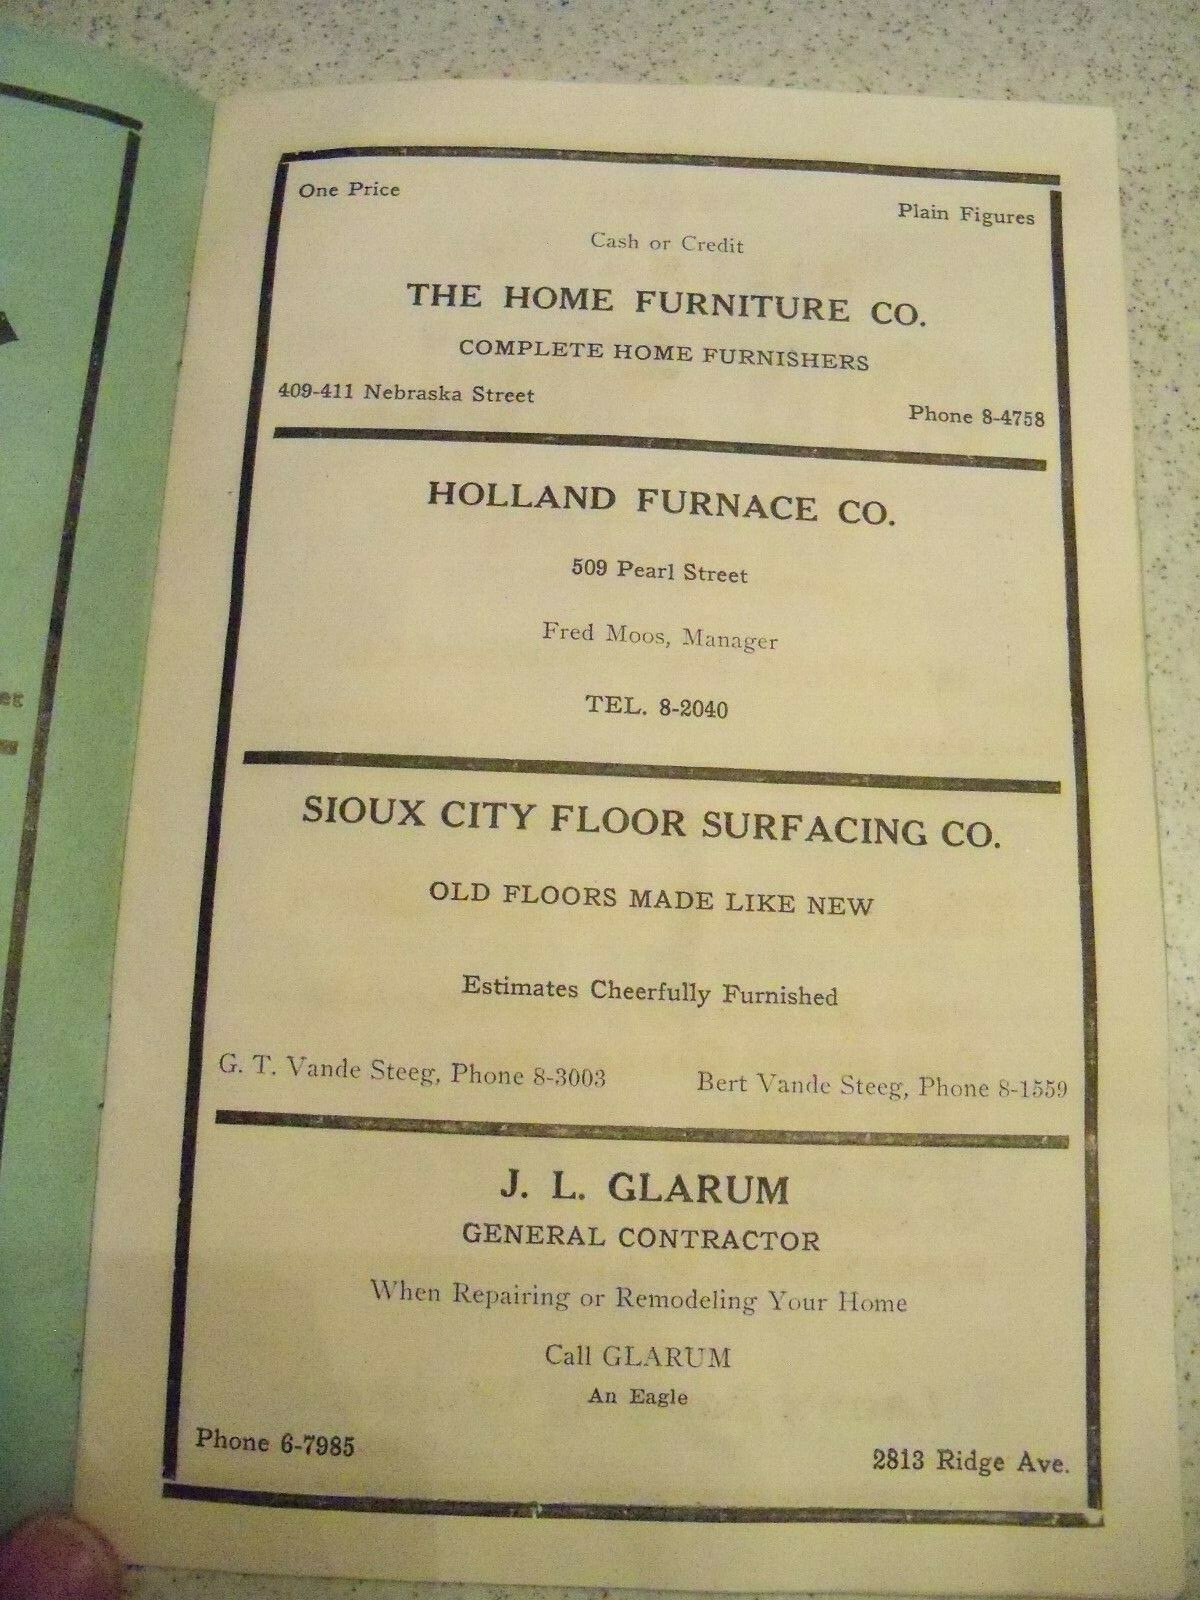 One Price
Plain Figures
Cash or Credit
THE HOME FURNITURE CO.
COMPLETE HOME FURNISHERS
409-411 Nebraska Street
Phone 8-4758
HOLLAND FURNACE CO.
509 Pearl Street
Fred Moos, Manager
TEL. 8-2040
SIOUX CITY FLOOR SURFACING CO.
OLD FLOORS MADE LIKE NEW
Estimates Cheerfully Furnished
G. T. Vande Steeg, Phone 8-3003 Bert Vande Steeg, Phone 8-1559
J. L. GLARUM
GENERAL CONTRACTOR
When Repairing or Remodeling Your Home
Call GLARUM
An Eagle
Phone 6-7985
2813 Ridge Ave.